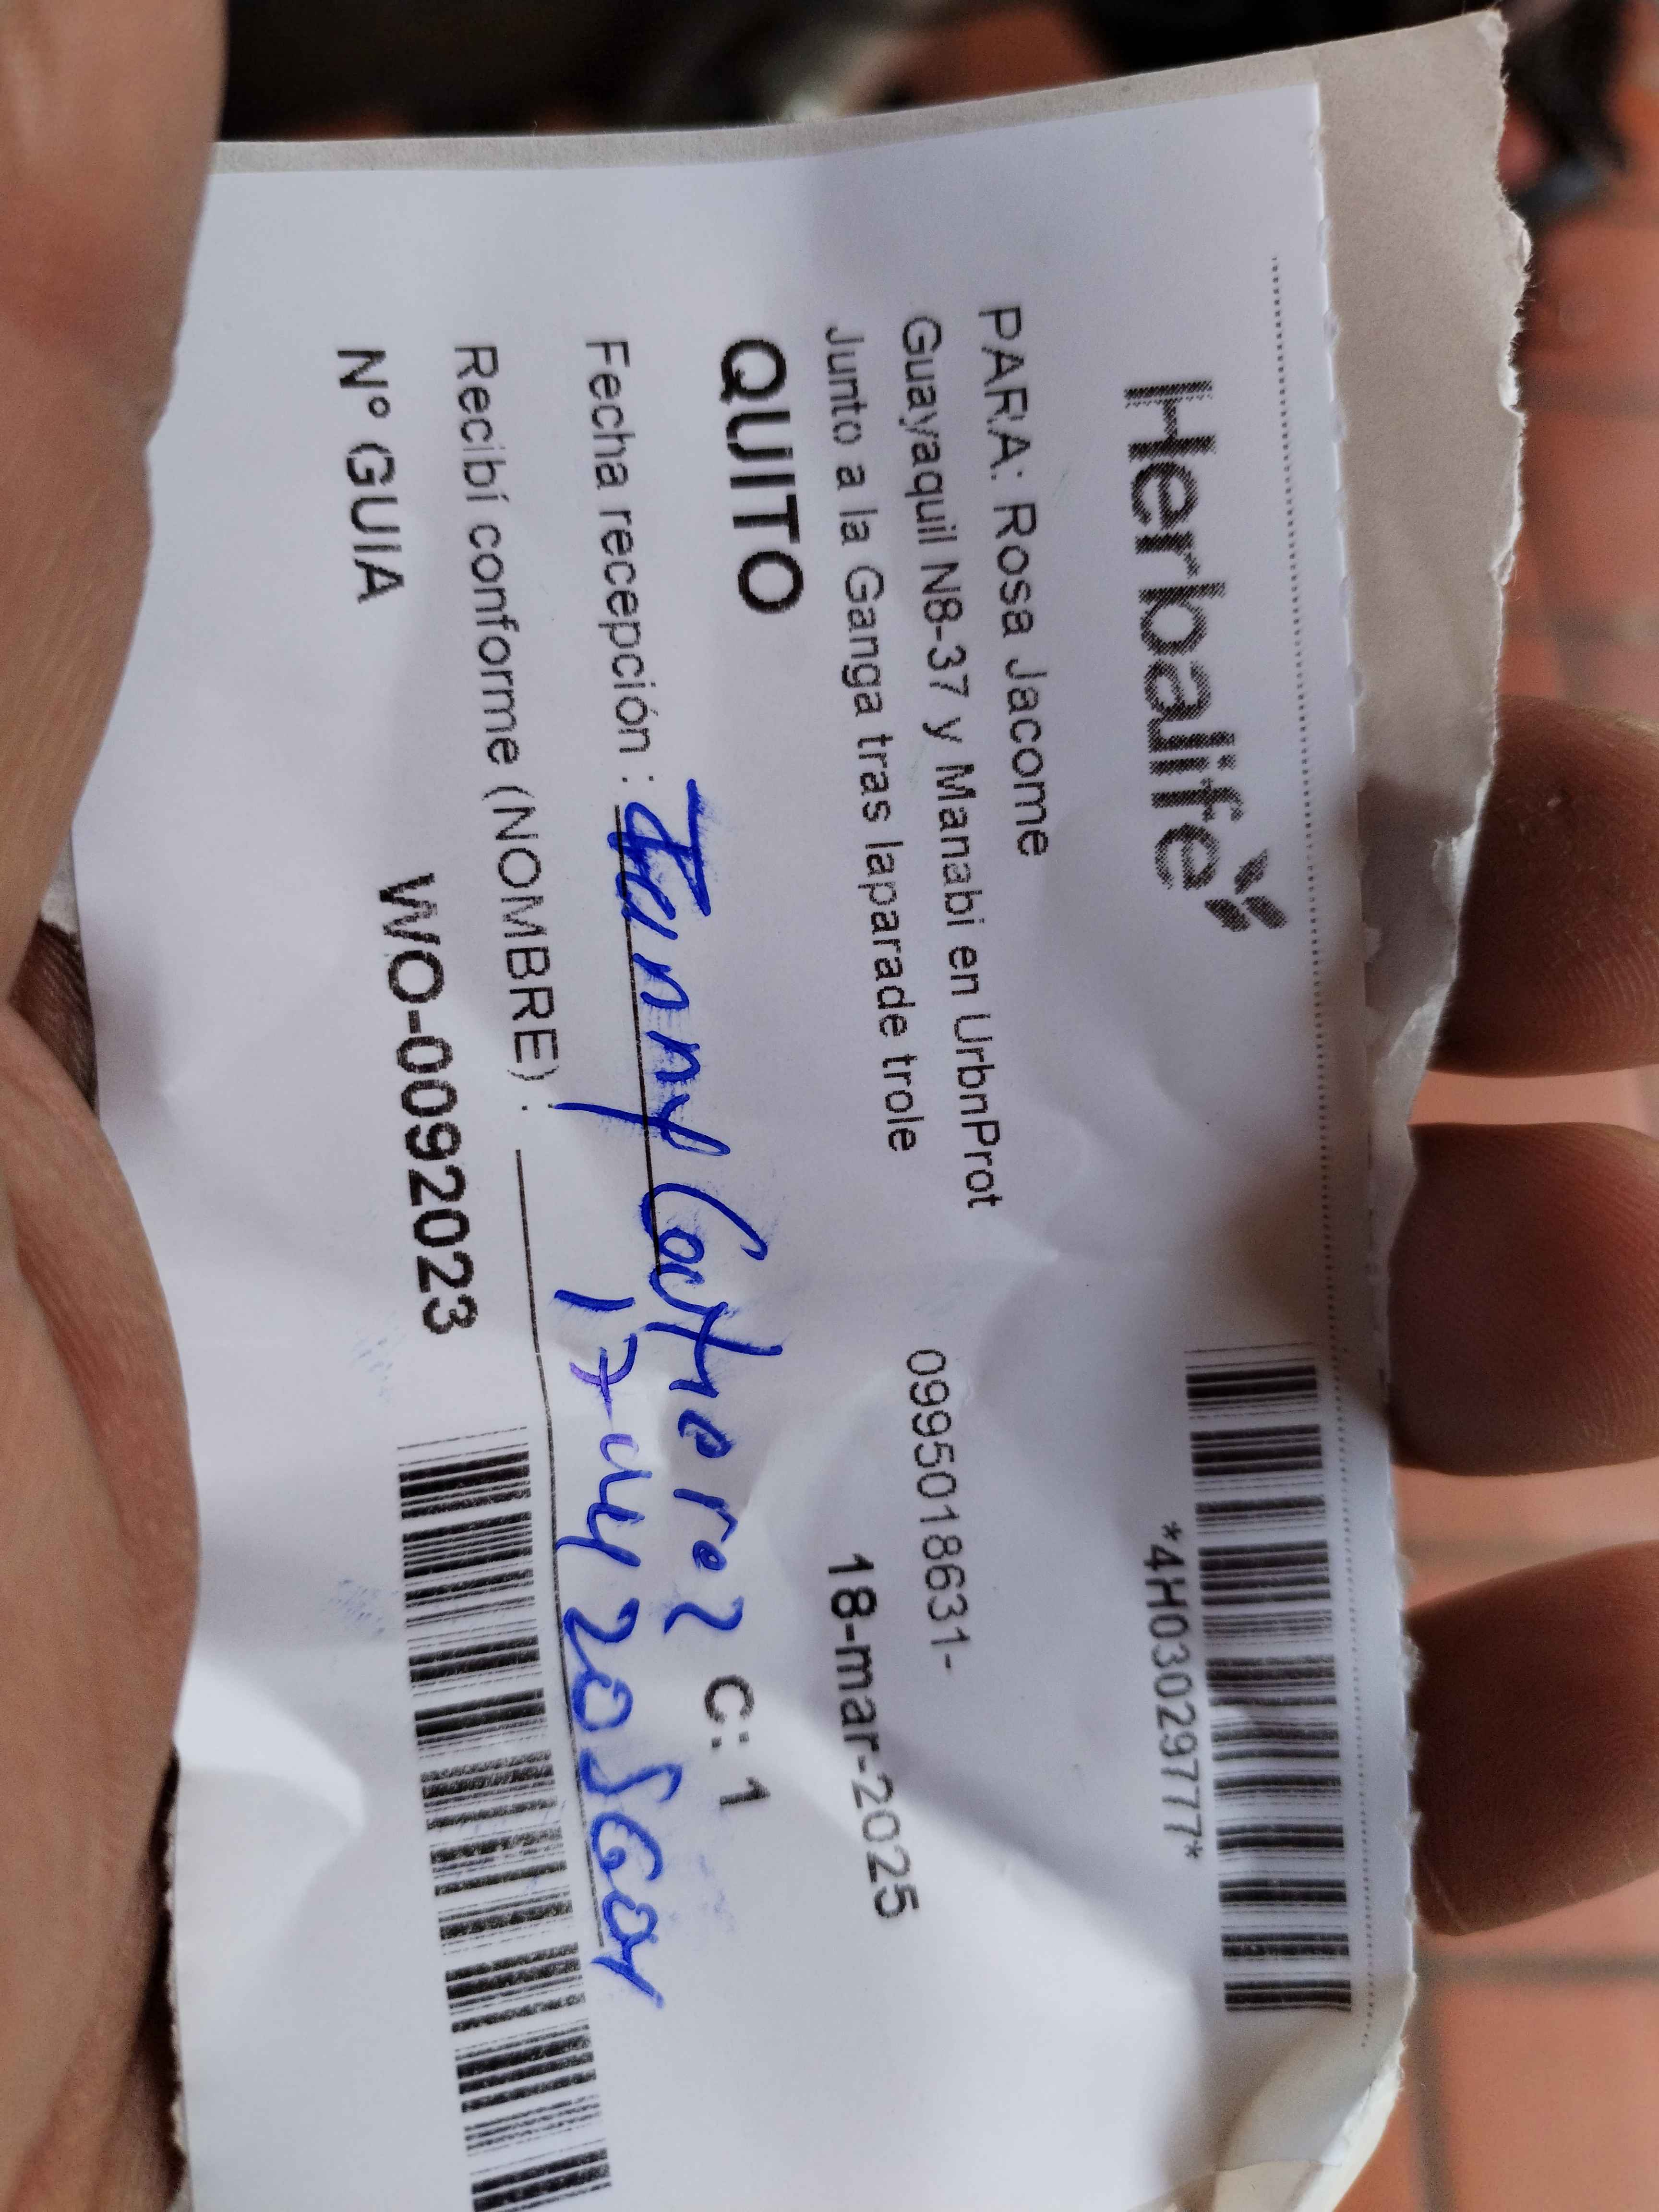 Herbalife
*4H03029777*
PARA: Rosa Jacome
Guayaquil N8-37 y Manabi en UrbnProt 0995018631-
Junto a la Ganga tras laparade trole 18-mar-2025
QUITO C: 1
Fecha recepción :
Recibí conforme (NOMBRE) :
N° GUIA WO-0092023